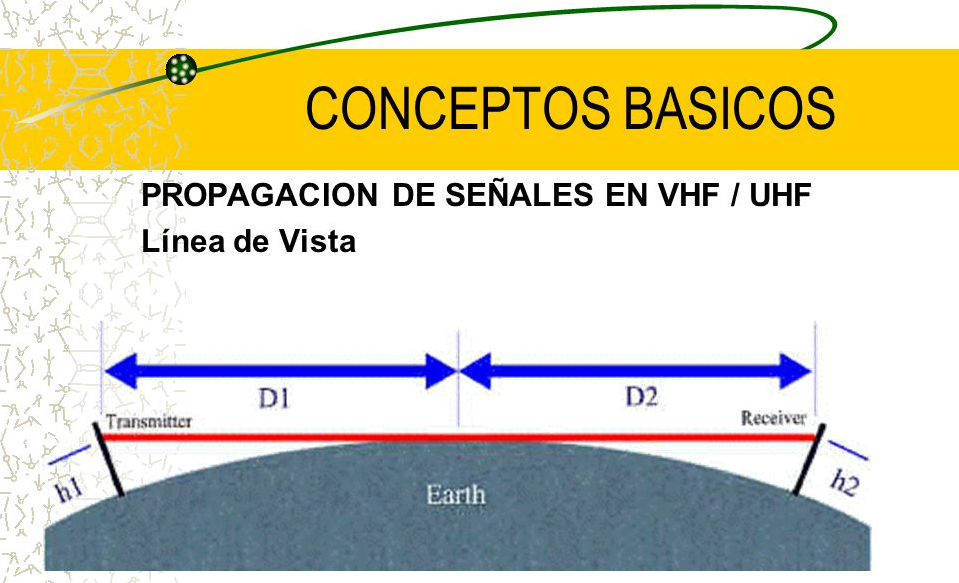 CONCEPTOS BASICOS
PROPAGACION DE SEÑALES EN VHF / UHF
Línea de Vista
D1
D2
Transmitter
Receiver
h1
h2
Earth